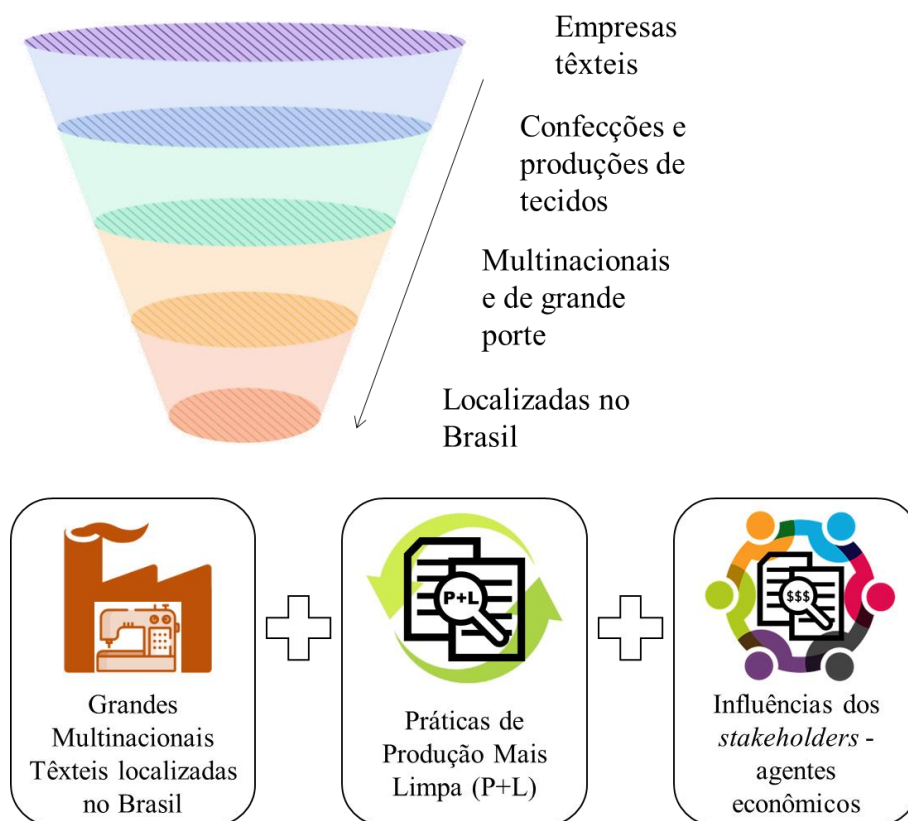 Empresas
têxteis
Confecções e
produções de
tecidos
Multinacionais
e de grande
porte
Localizadas no
Brasil
P+L
$$$
Grandes
Multinacionais
Têxteis localizadas
no Brasil
Práticas de
Produção Mais
Limpa (P+L)
Influências dos
stakeholders -
agentes
econômicos